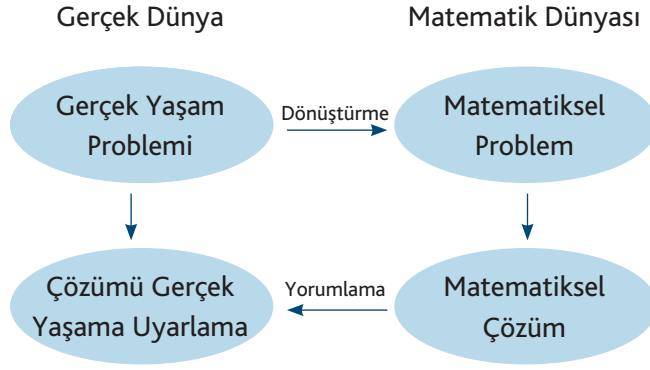 Gerçek Dünya
Matematik Dünyası
Gerçek Yaşam
Problemi
Dönüştürme
Matematiksel
Problem
Çözümü Gerçek
Yaşama Uyarlama
Yorumlama
Matematiksel
Çözüm